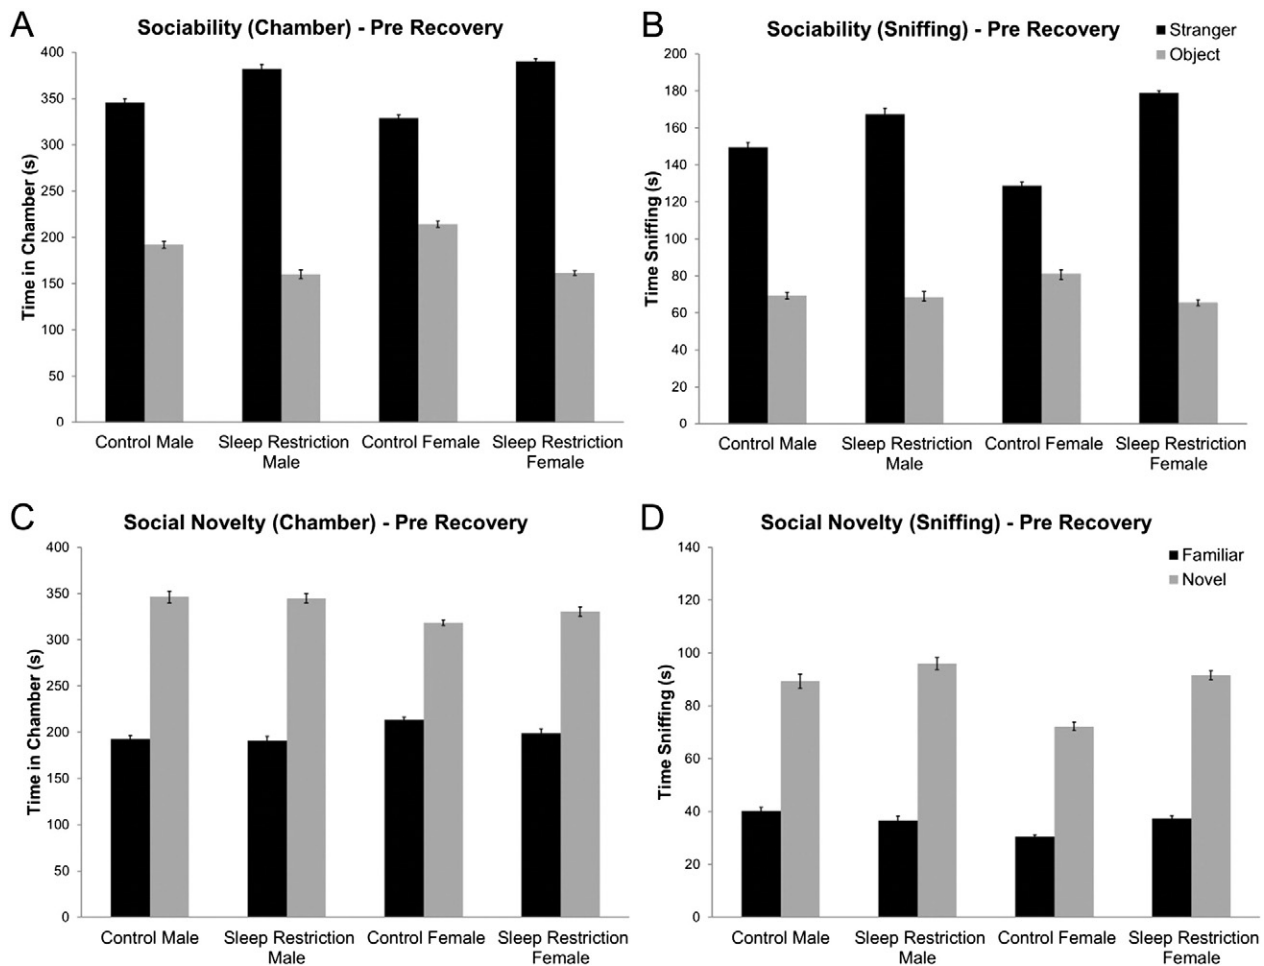 A
Sociability (Chamber) - Pre Recovery
400
350
300
250
200
150
100
50
0
Time in Chamber (s)
Control Male
Sleep Restriction
Male
Control Female
Sleep Restriction
Female
B
Sociability (Sniffing) - Pre Recovery
Stranger
Object
200
180
160
140
120
100
80
60
40
20
0
Time Sniffing (s)
Control Male
Sleep Restriction
Male
Control Female
Sleep Restriction
Female
C
Social Novelty (Chamber) - Pre Recovery
400
350
300
250
200
150
100
50
0
Time in Chamber (s)
Control Male
Sleep Restriction
Male
Control Female
Sleep Restriction
Female
D
Social Novelty (Sniffing) - Pre Recovery
Familiar
Novel
140
120
100
80
60
40
20
0
Time Sniffing (s)
Control Male
Sleep Restriction
Male
Control Female
Sleep Restriction
Female